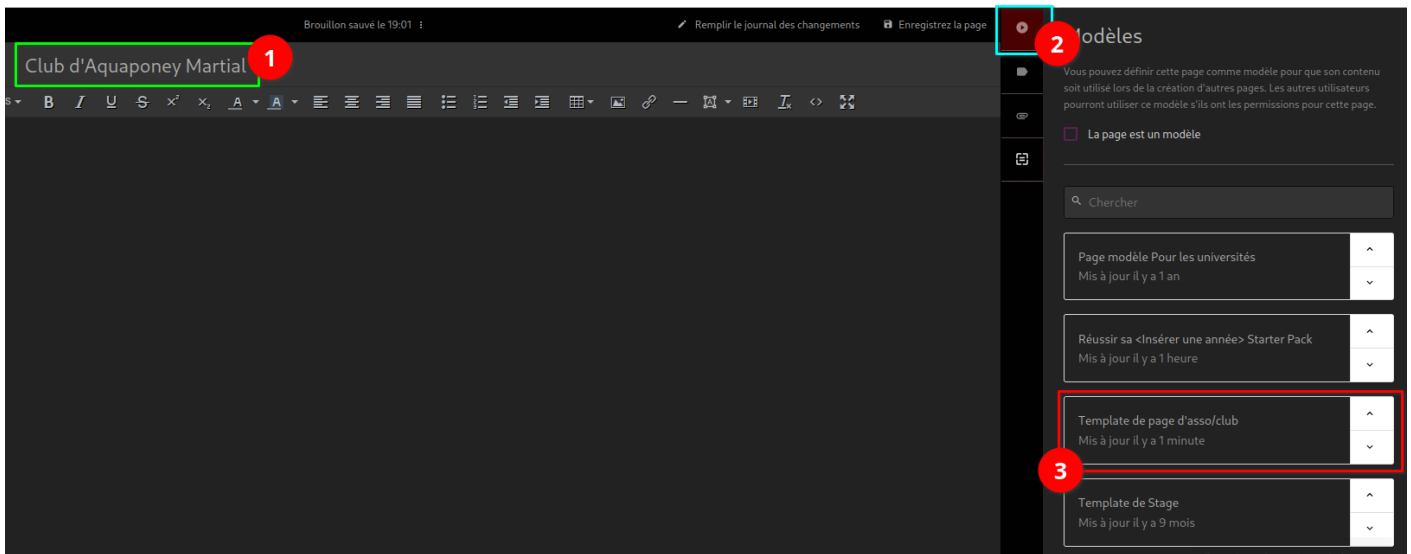 Brouillon sauvé le 19:01
Remplir le journal des changements
Enregistrez la page
Club d'Aquaponey Martial
1
2
Modèles
Vous pouvez définir cette page comme modèle pour que son contenu
soit utilisé lors de la création d'autres pages. Les autres utilisateurs
pourront utiliser ce modèle s'ils ont les permissions pour cette page.
La page est un modèle
Chercher
Page modèle Pour les universités
Mis à jour il y a 1 an
Réussir sa <Insérer une année> Starter Pack
Mis à jour il y a 1 heure
Template de page d'asso/club
Mis à jour il y a 1 minute
3
Template de Stage
Mis à jour il y a 9 mois